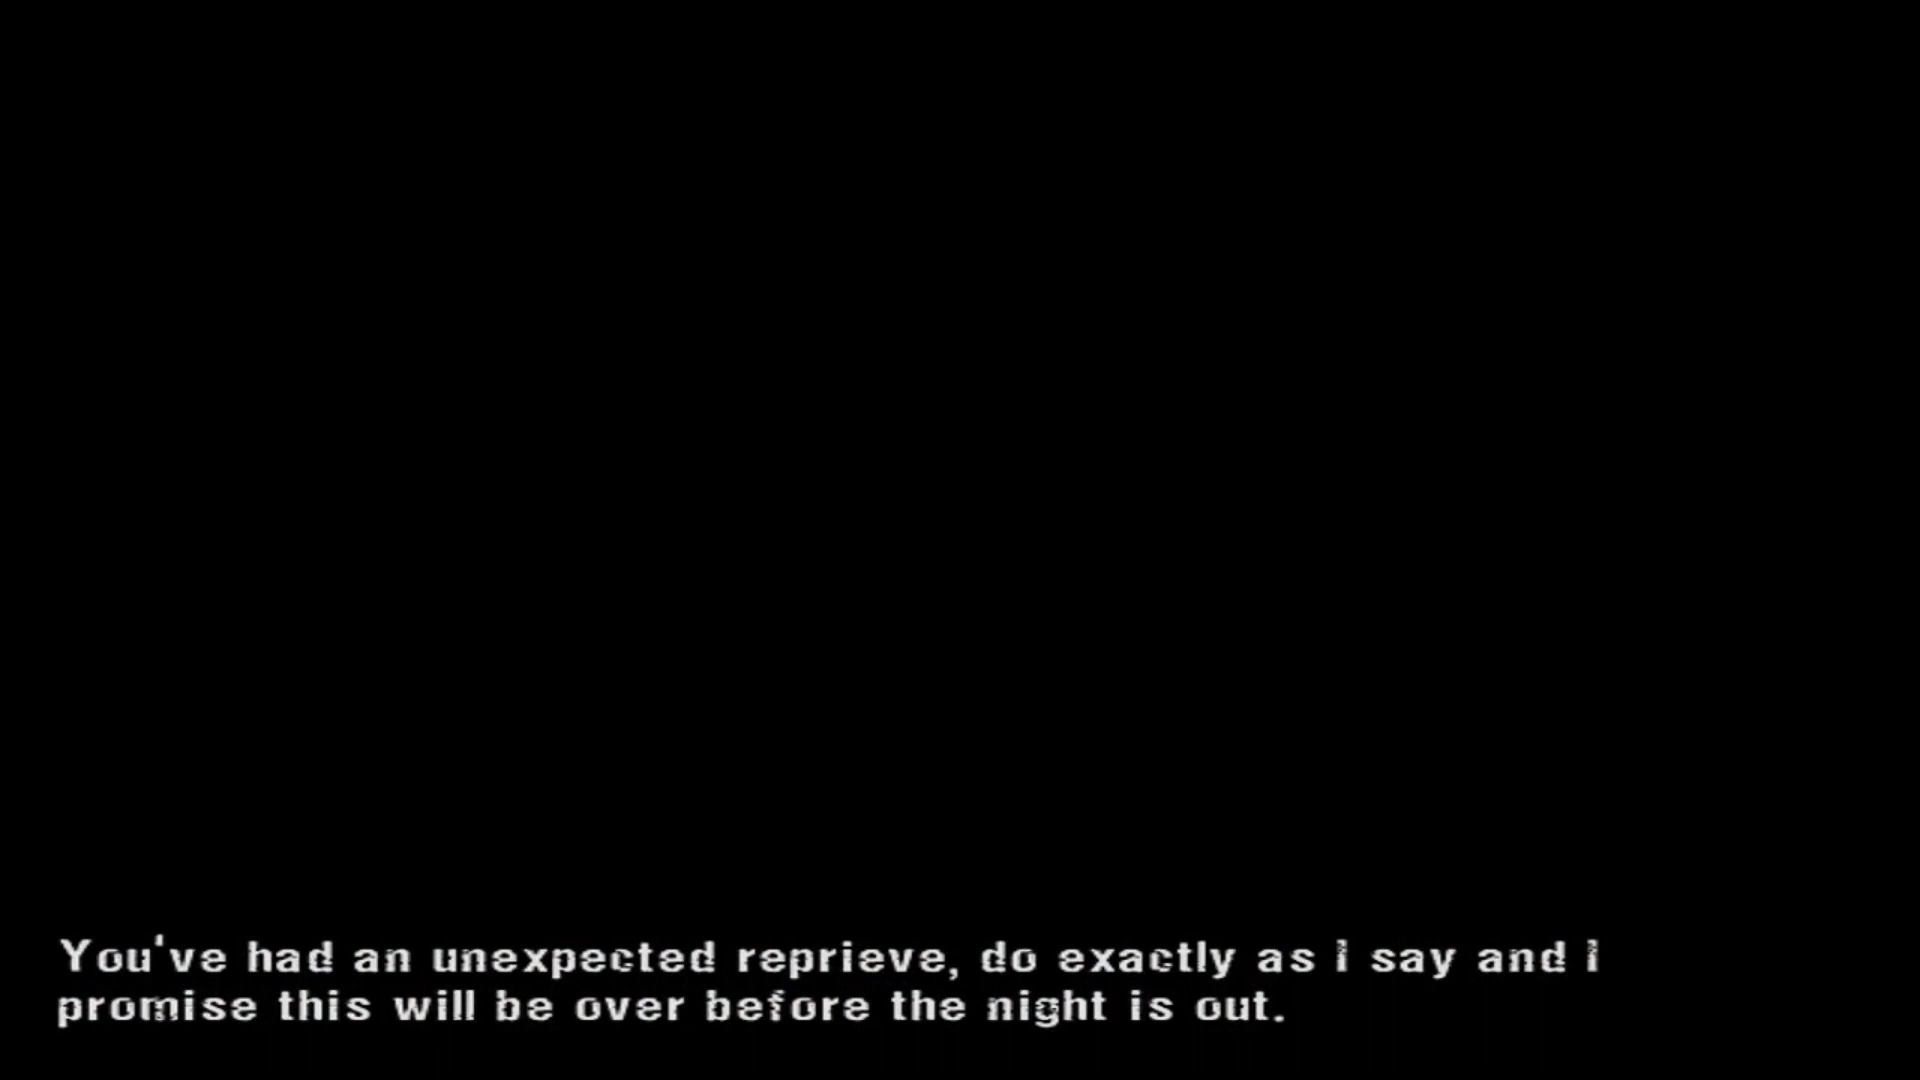 You've had an unexpected reprieve, do exactly as I say and I
promise this will be over before the night is out.